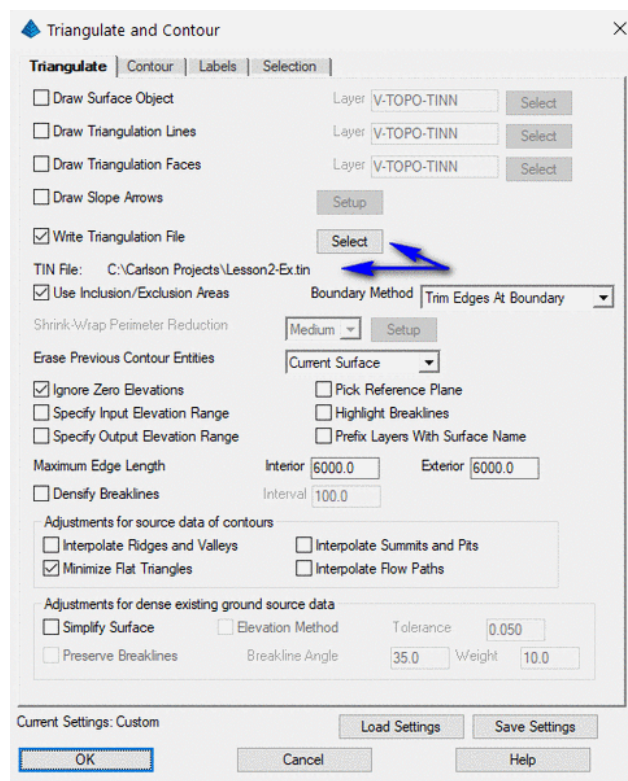 Triangulate and Contour
Triangulate Contour Labels Selection
Draw Surface Object Layer V-TOPO-TINN Select
Draw Triangulation Lines Layer V-TOPO-TINN Select
Draw Triangulation Faces Layer V-TOPO-TINN Select
Draw Slope Arrows Setup
Write Triangulation File Select
TIN File: C:\Carlson Projects\Lesson2-Ex.tin
Use Inclusion/Exclusion Areas Boundary Method Trim Edges At Boundary
Shrink-Wrap Perimeter Reduction Medium Setup
Erase Previous Contour Entities Current Surface
Ignore Zero Elevations Pick Reference Plane
Specify Input Elevation Range Highlight Breaklines
Specify Output Elevation Range Prefix Layers With Surface Name
Maximum Edge Length Interior 6000.0 Exterior 6000.0
Densify Breaklines Interval 100.0
Adjustments for source data of contours
Interpolate Ridges and Valleys Interpolate Summits and Pits
Minimize Flat Triangles Interpolate Flow Paths
Adjustments for dense existing ground source data
Simplify Surface Elevation Method Tolerance 0.050
Preserve Breaklines Breakline Angle 35.0 Weight 10.0
Current Settings: Custom Load Settings Save Settings
OK Cancel Help